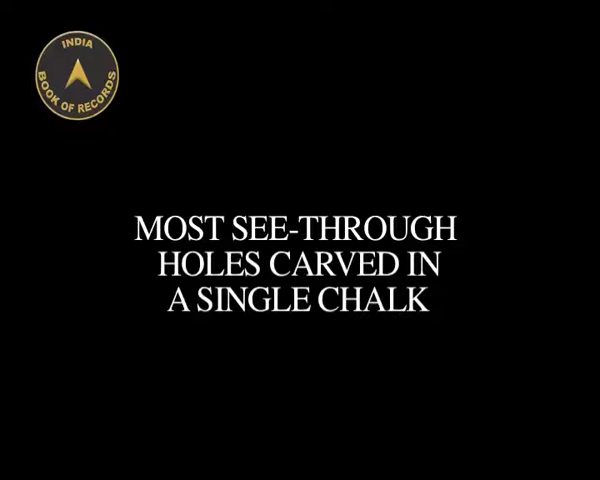 INDIA
BOOK OF RECORDS
MOST SEE-THROUGH
HOLES CARVED IN
A SINGLE CHALK